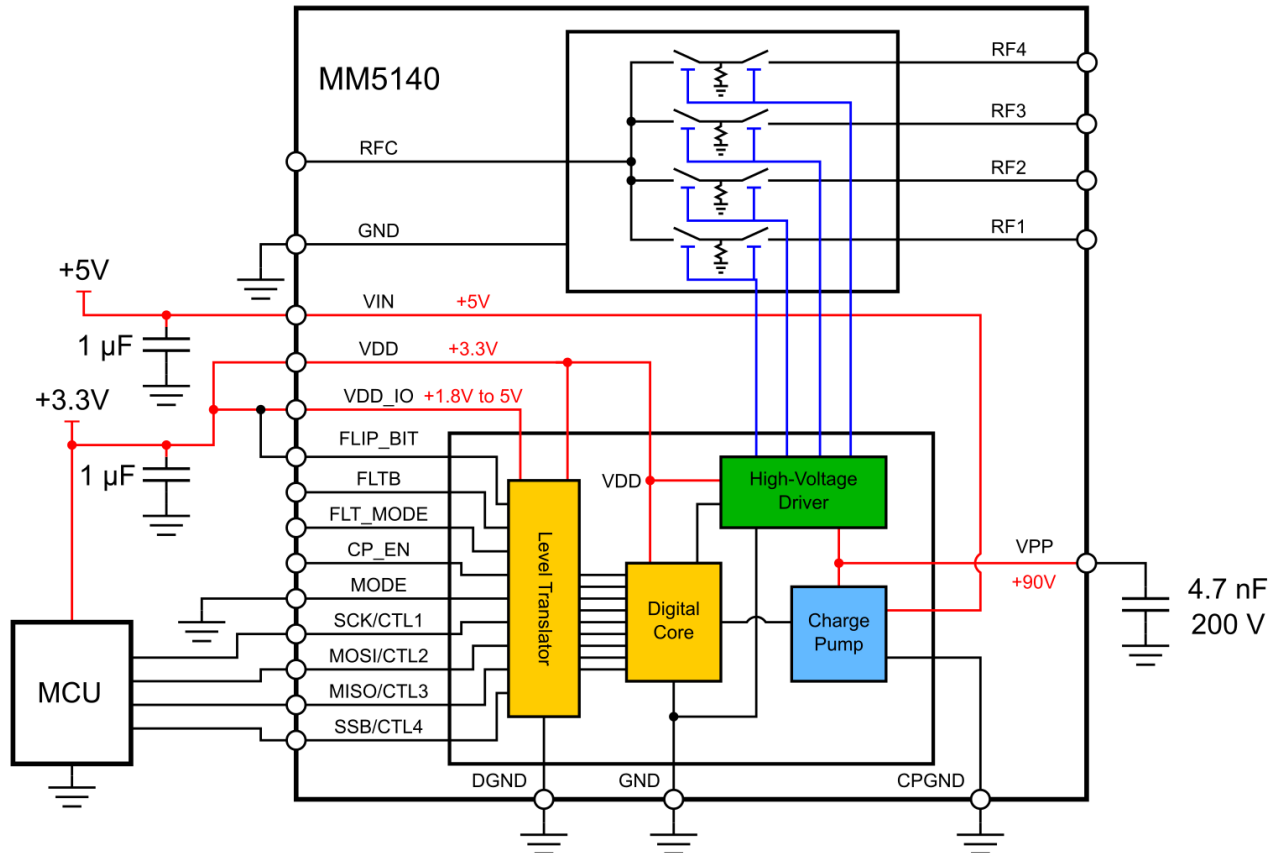 MM5140
RF4
RF3
RFC
RF2
RF1
GND
+5V
VIN
+5V
1 µF
VDD
+3.3V
+3.3V
VDD_IO
+1.8V to 5V
FLIP_BIT
1 µF
FLTB
FLT_MODE
CP_EN
MODE
SCK/CTL1
MOSI/CTL2
MISO/CTL3
SSB/CTL4
MCU
Level Translator
VDD
High-Voltage
Driver
Digital
Core
Charge
Pump
VPP
+90V
4.7 nF
200 V
DGND
GND
CPGND